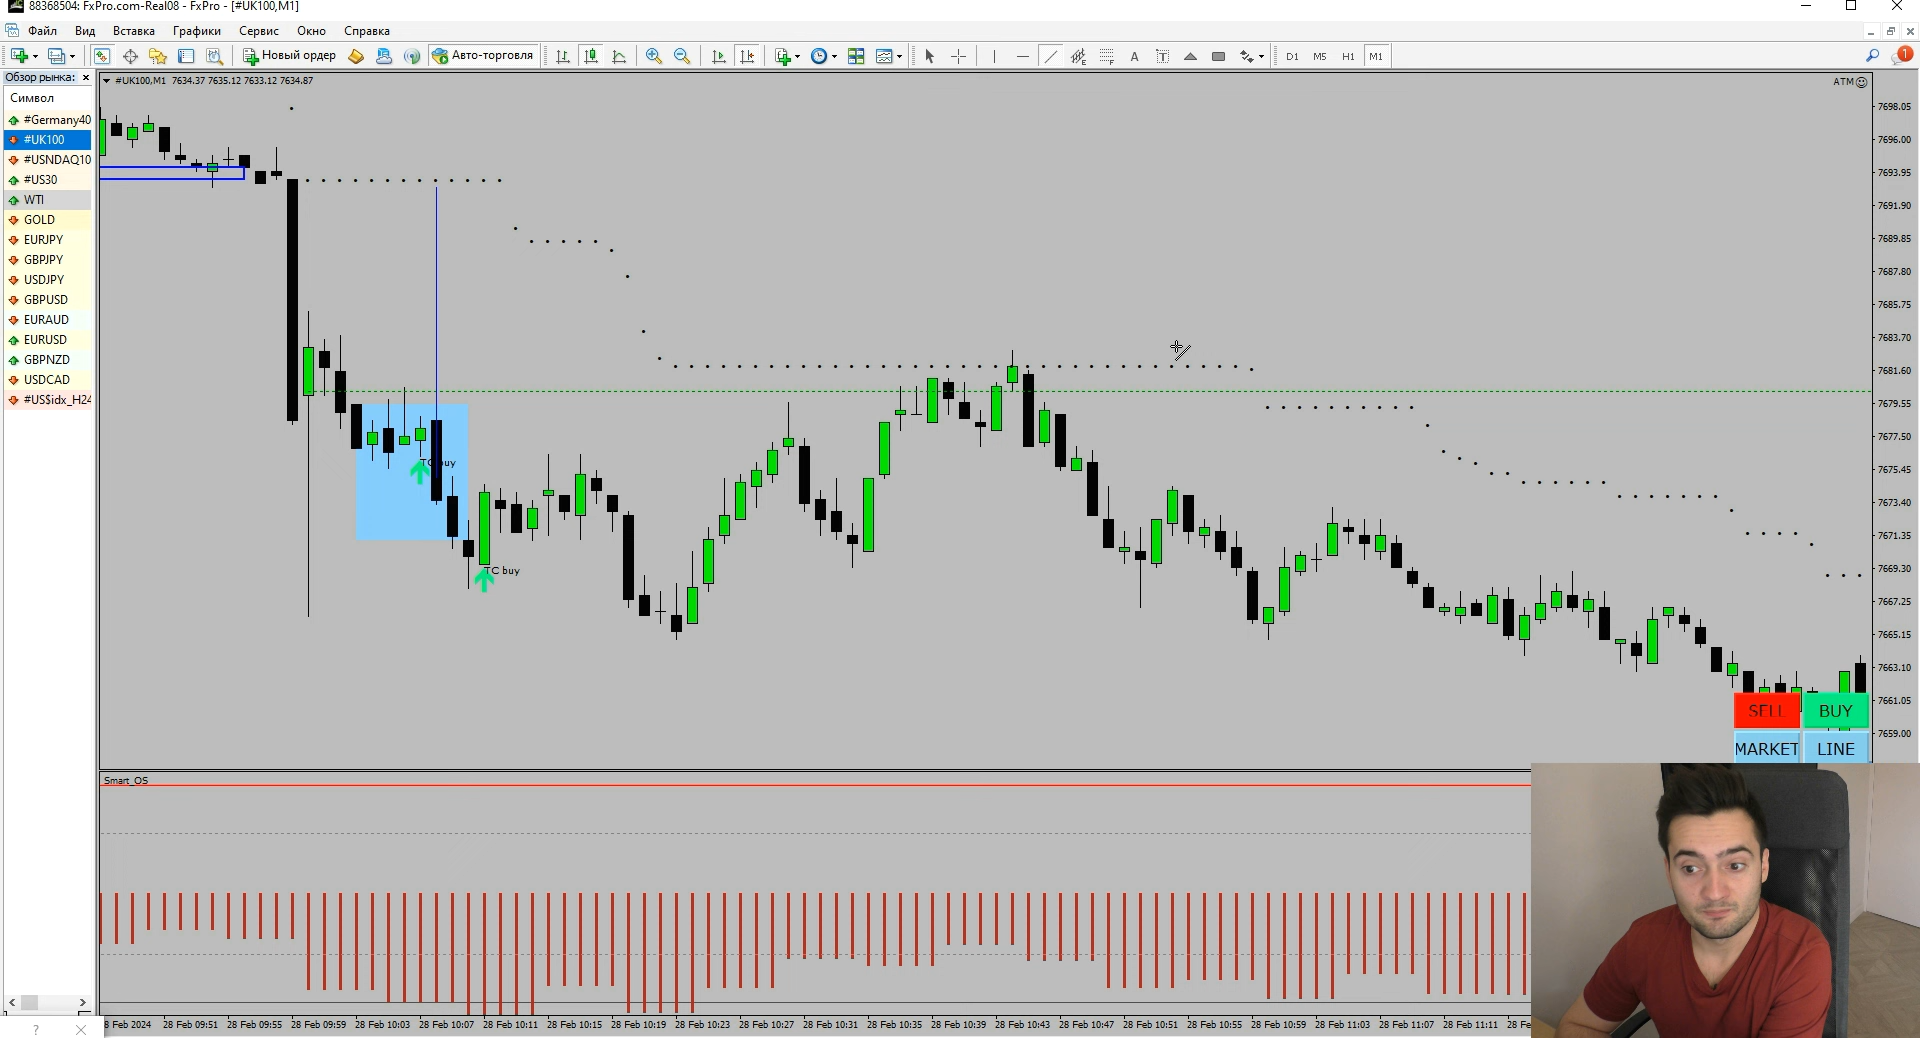 88368504: FxPro.com-Real08 - FxPro - [#UK100,M1]
Файл Вид Вставка Графики Сервис Окно Справка
Новый ордер Авто-торговля A T D1 M5 H1 M1 1
Обзор рынка:
Символ
#Germany40
#UK100
#USNDAQ10
#US30
WTI
GOLD
EURJPY
GBPJPY
USDJPY
GBPUSD
EURAUD
EURUSD
GBPNZD
USDCAD
#US$idx_H24
#UK100,M1 7634.37 7635.12 7633.12 7634.87
ATM
TC buy
TC buy
7698.05
7696.00
7693.95
7691.90
7689.85
7687.80
7685.75
7683.70
7681.60
7679.55
7677.50
7675.45
7673.40
7671.35
7669.30
7667.25
7665.15
7663.10
7661.05
7659.00
SELL BUY
MARKET LINE
Smart_OS
8 Feb 2024 28 Feb 09:51 28 Feb 09:55 28 Feb 09:59 28 Feb 10:03 28 Feb 10:07 28 Feb 10:11 28 Feb 10:15 28 Feb 10:19 28 Feb 10:23 28 Feb 10:27 28 Feb 10:31 28 Feb 10:35 28 Feb 10:39 28 Feb 10:43 28 Feb 10:47 28 Feb 10:51 28 Feb 10:55 28 Feb 10:59 28 Feb 11:03 28 Feb 11:07 28 Feb 11:11 28 Fe